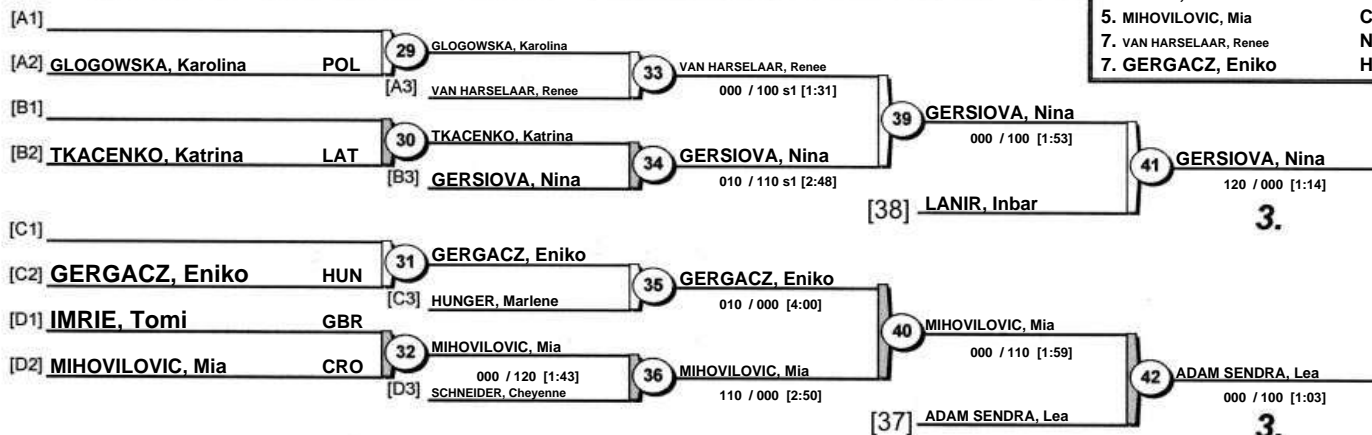 5. MIHOVILOVIC, Mia C
7. VAN HARSELAAR, Renee N
7. GERGACZ, Eniko H
[A1]
[A2] GLOGOWSKA, Karolina POL
29
[A3]
GLOGOWSKA, Karolina
VAN HARSELAAR, Renee
33
VAN HARSELAAR, Renee
000 / 100 s1 [1:31]
[B1]
[B2] TKACENKO, Katrina LAT
30
[B3]
TKACENKO, Katrina
GERSIOVA, Nina
34
GERSIOVA, Nina
010 / 110 s1 [2:48]
39
GERSIOVA, Nina
000 / 100 [1:53]
[38] LANIR, Inbar
41
GERSIOVA, Nina
120 / 000 [1:14]
3.
[C1]
[C2] GERGACZ, Eniko HUN
31
[C3]
GERGACZ, Eniko
HUNGER, Marlene
35
GERGACZ, Eniko
010 / 000 [4:00]
[D1] IMRIE, Tomi GBR
[D2] MIHOVILOVIC, Mia CRO
32
[D3]
MIHOVILOVIC, Mia
000 / 120 [1:43]
SCHNEIDER, Cheyenne
36
MIHOVILOVIC, Mia
110 / 000 [2:50]
40
MIHOVILOVIC, Mia
000 / 110 [1:59]
[37] ADAM SENDRA, Lea
42
ADAM SENDRA, Lea
000 / 100 [1:03]
3.